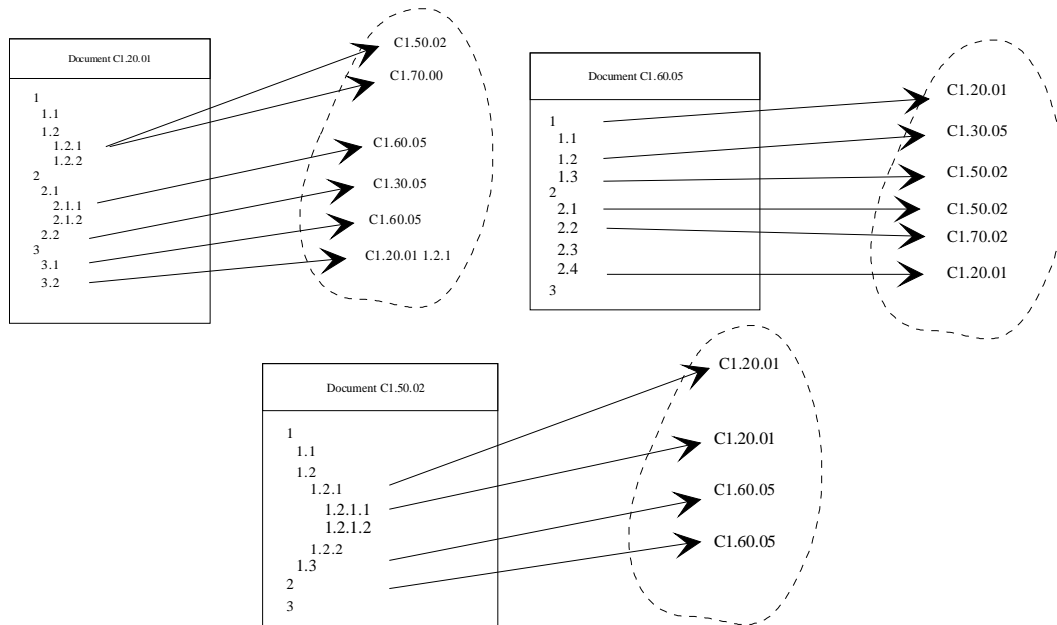 Document C1.20.01
1
1.1
1.2
1.2.1
1.2.2
2
2.1
2.1.1
2.1.2
2.2
3
3.1
3.2
C1.50.02
C1.70.00
C1.60.05
C1.30.05
C1.60.05
C1.20.01 1.2.1
Document C1.60.05
1
1.1
1.2
1.3
2
2.1
2.2
2.3
2.4
3
C1.20.01
C1.30.05
C1.50.02
C1.50.02
C1.70.02
C1.20.01
Document C1.50.02
1
1.1
1.2
1.2.1
1.2.1.1
1.2.1.2
1.2.2
1.3
2
3
C1.20.01
C1.20.01
C1.60.05
C1.60.05